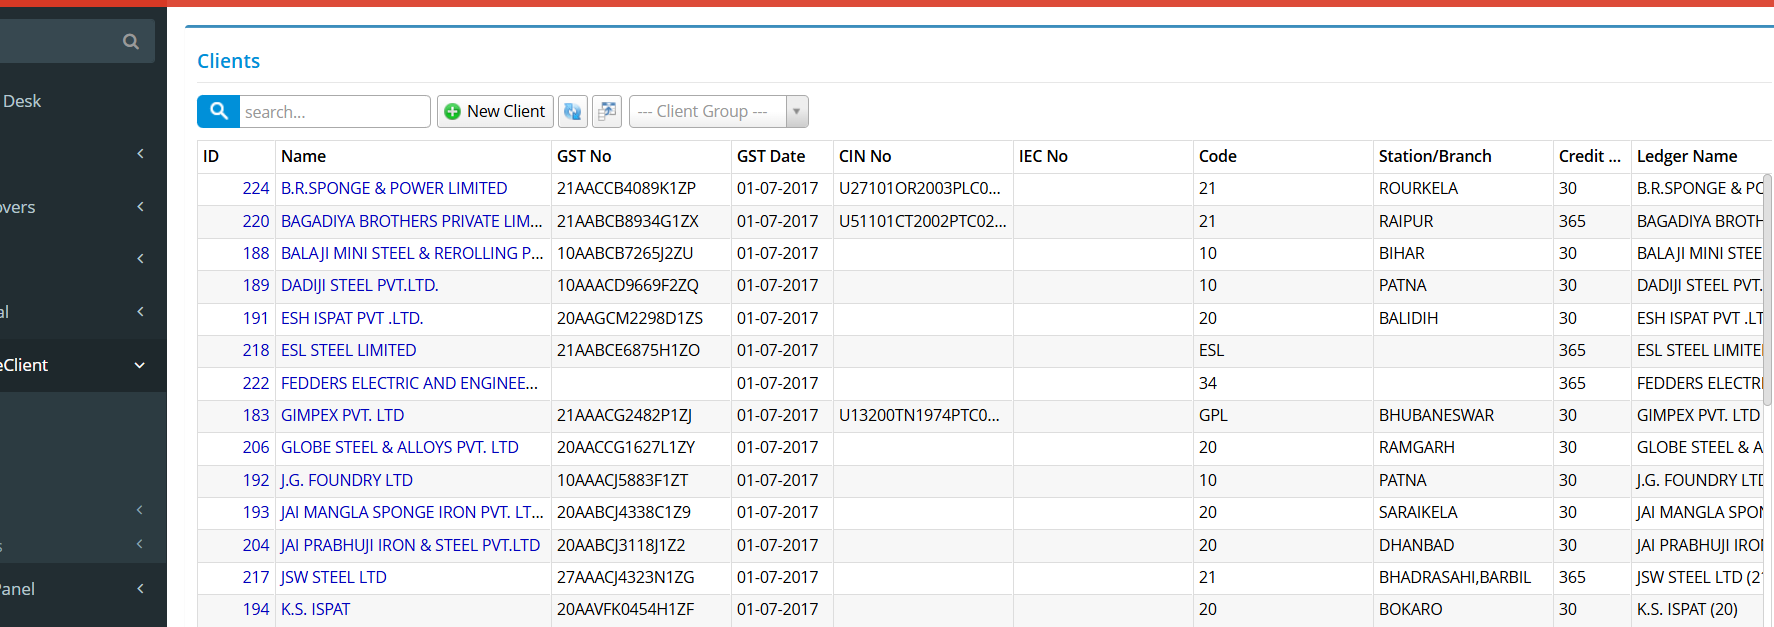 Desk
overs
al
eClient
s
Panel
Clients
search...
New Client
--- Client Group ---
ID Name GST No GST Date CIN No IEC No Code Station/Branch Credit ... Ledger Name
224 B.R.SPONGE & POWER LIMITED 21AACCB4089K1ZP 01-07-2017 U27101OR2003PLC0... 21 ROURKELA 30 B.R.SPONGE & PO
220 BAGADIYA BROTHERS PRIVATE LIM... 21AABCB8934G1ZX 01-07-2017 U51101CT2002PTC02... 21 RAIPUR 365 BAGADIYA BROTH
188 BALAJI MINI STEEL & REROLLING P... 10AABCB7265J2ZU 01-07-2017 10 BIHAR 30 BALAJI MINI STEE
189 DADIJI STEEL PVT.LTD. 10AAACD9669F2ZQ 01-07-2017 10 PATNA 30 DADIJI STEEL PVT.
191 ESH ISPAT PVT .LTD. 20AAGCM2298D1ZS 01-07-2017 20 BALIDIH 30 ESH ISPAT PVT .LT
218 ESL STEEL LIMITED 21AABCE6875H1ZO 01-07-2017 ESL 365 ESL STEEL LIMITE
222 FEDDERS ELECTRIC AND ENGINEE... 01-07-2017 34 365 FEDDERS ELECTRI
183 GIMPEX PVT. LTD 21AAACG2482P1ZJ 01-07-2017 U13200TN1974PTC0... GPL BHUBANESWAR 30 GIMPEX PVT. LTD
206 GLOBE STEEL & ALLOYS PVT. LTD 20AACCG1627L1ZY 01-07-2017 20 RAMGARH 30 GLOBE STEEL & A
192 J.G. FOUNDRY LTD 10AAACJ5883F1ZT 01-07-2017 10 PATNA 30 J.G. FOUNDRY LTD
193 JAI MANGLA SPONGE IRON PVT. LT... 20AABCJ4338C1Z9 01-07-2017 20 SARAIKELA 30 JAI MANGLA SPON
204 JAI PRABHUJI IRON & STEEL PVT.LTD 20AABCJ3118J1Z2 01-07-2017 20 DHANBAD 30 JAI PRABHUJI IRO
217 JSW STEEL LTD 27AAACJ4323N1ZG 01-07-2017 21 BHADRASAHI,BARBIL 365 JSW STEEL LTD (21
194 K.S. ISPAT 20AAVFK0454H1ZF 01-07-2017 20 BOKARO 30 K.S. ISPAT (20)